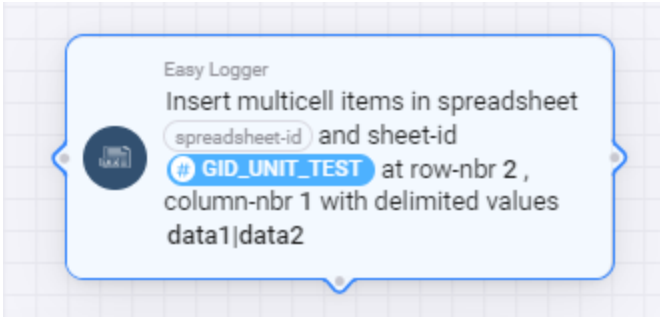 Easy Logger
Insert multicell items in spreadsheet
spreadsheet-id and sheet-id
# GID_UNIT_TEST at row-nbr 2 ,
column-nbr 1 with delimited values
data1|data2